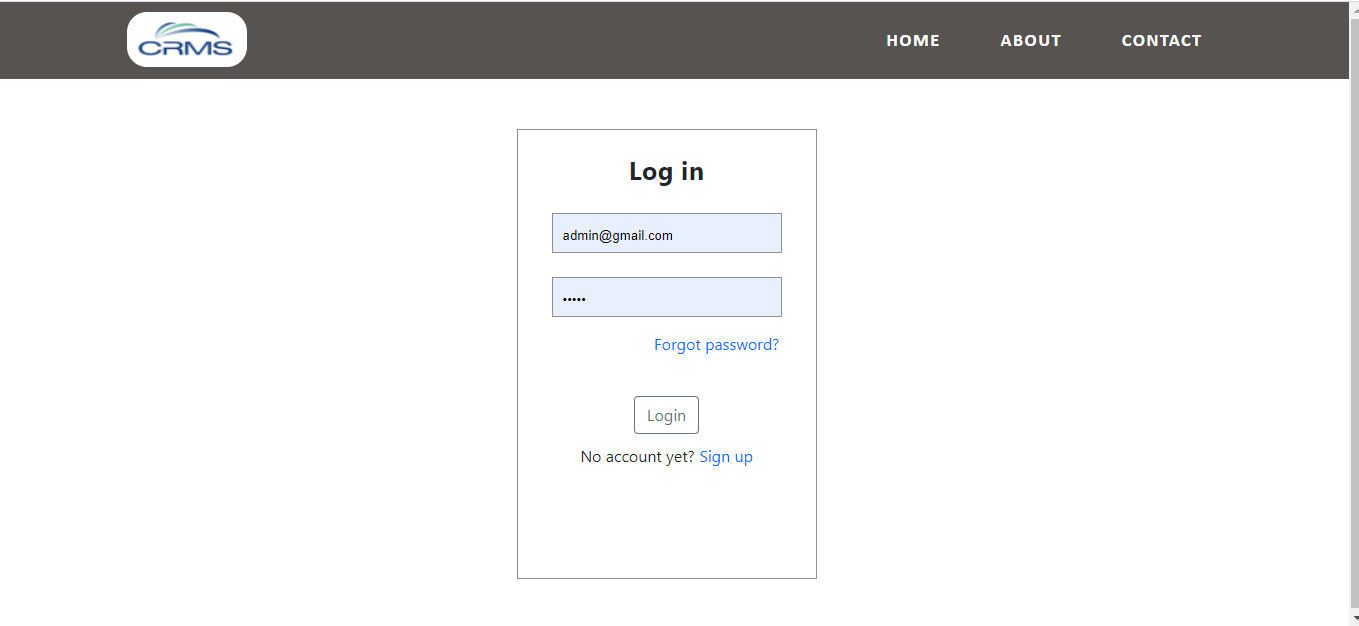 CRMS
HOME ABOUT CONTACT
Log in
admin@gmail.com
•••••
Forgot password?
Login
No account yet? Sign up